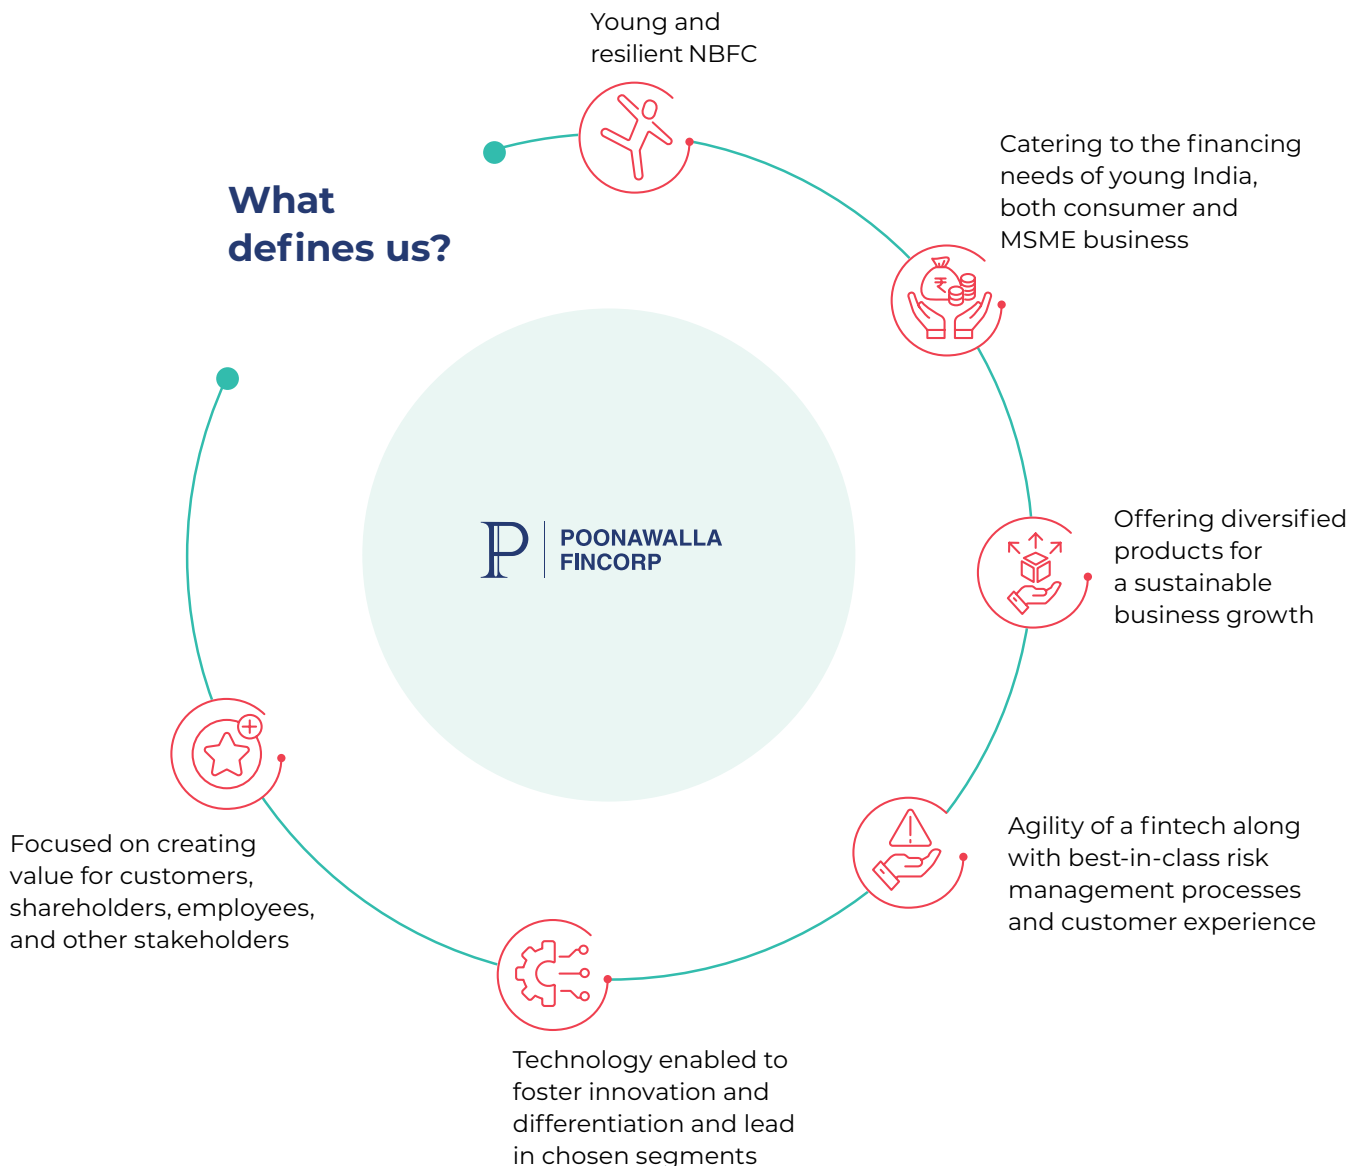 What
defines us?
Young and
resilient NBFC
Catering to the financing
needs of young India,
both consumer and
MSME business
Offering diversified
products for
a sustainable
business growth
Agility of a fintech along
with best-in-class risk
management processes
and customer experience
Technology enabled to
foster innovation and
differentiation and lead
in chosen segments
Focused on creating
value for customers,
shareholders, employees,
and other stakeholders
P
POONAWALLA
FINCORP
₹